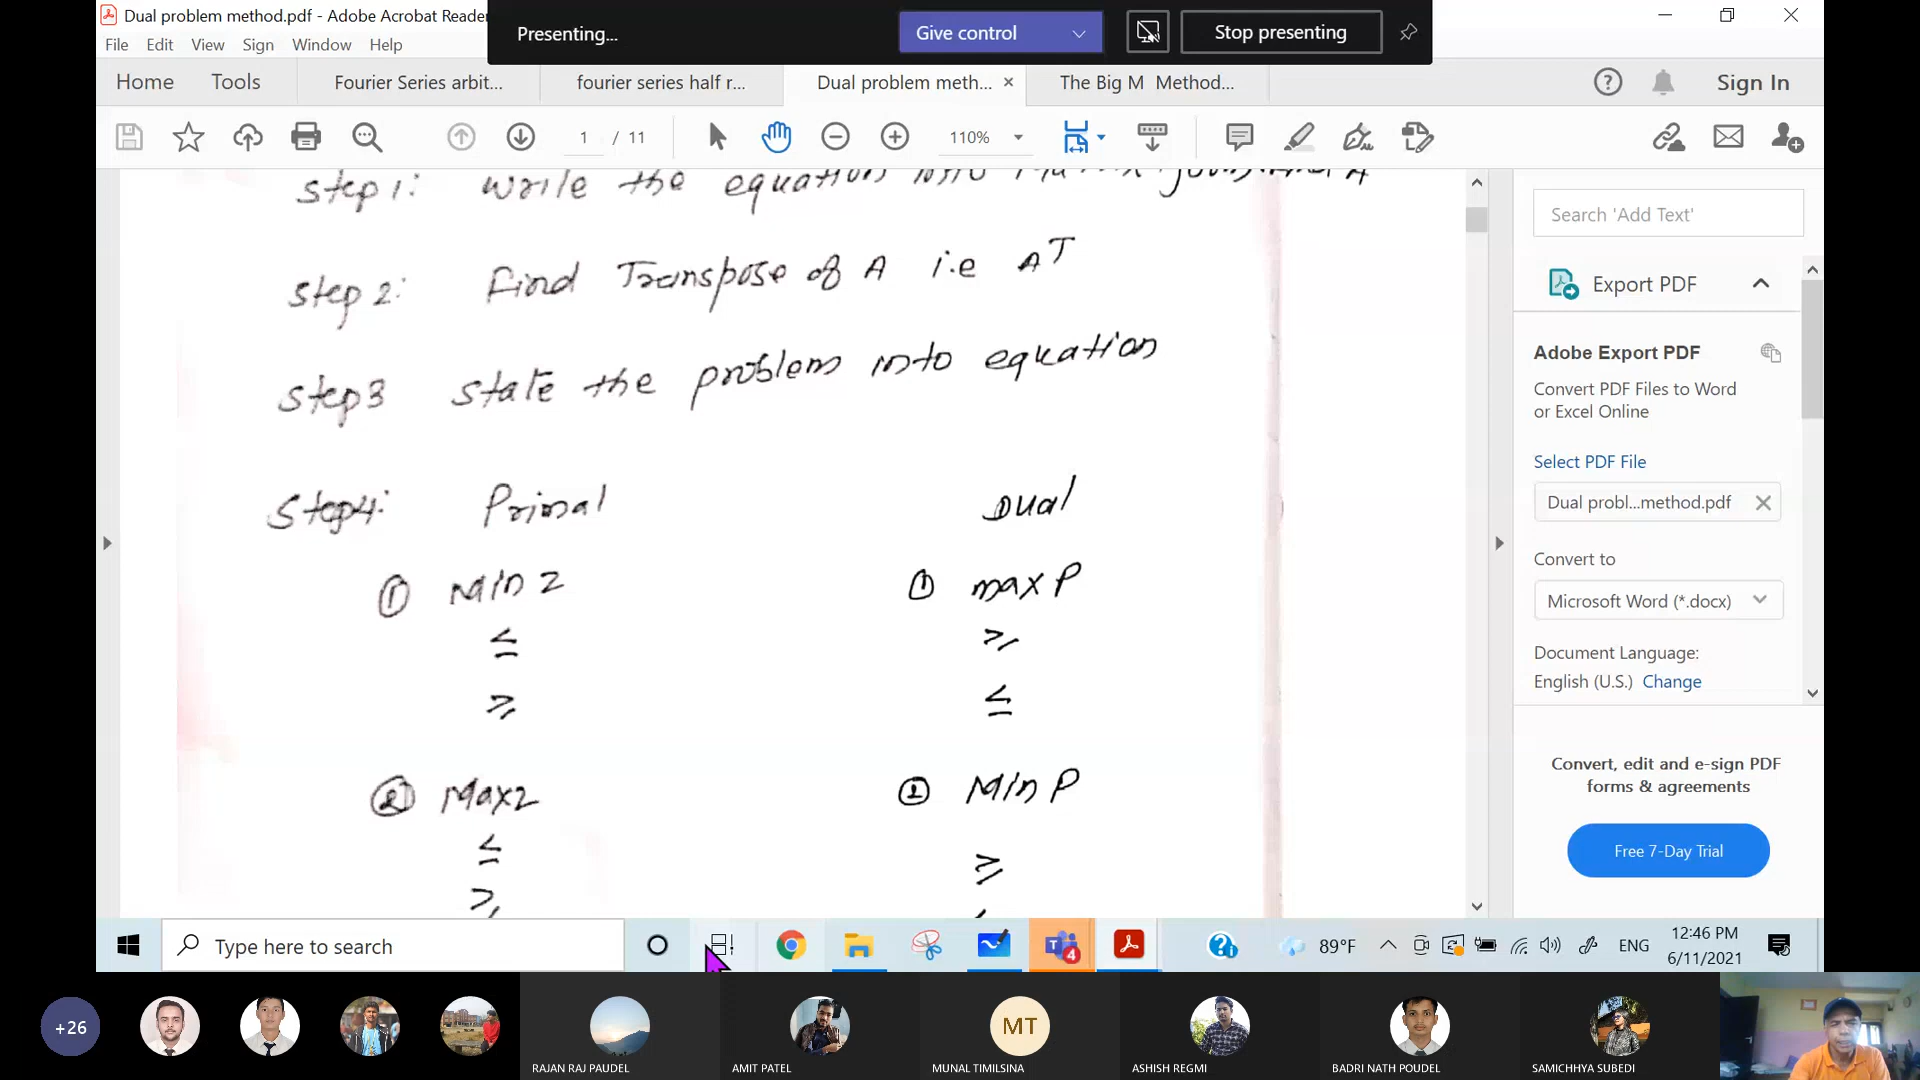 Dual problem method.pdf - Adobe Acrobat Reader
Presenting...
Give control
Stop presenting
File Edit View Sign Window Help
Home Tools Fourier Series arbit... fourier series half r... Dual problem meth... × The Big M Method... Sign In
1 / 11 110%
Step 1: Write the equation into
Step 2: Find Transpose of A i.e A^T
Step 3 State the problem into equation
Step 4: Primal Dual
① Min Z ① max P
≤ ≥
≥ ≤
② Max Z ② Min P
≤ ≥
≥
Search 'Add Text'
Export PDF
Adobe Export PDF
Convert PDF Files to Word
or Excel Online
Select PDF File
Dual probl...method.pdf
Convert to
Microsoft Word (*.docx)
Document Language:
English (U.S.) Change
Convert, edit and e-sign PDF
forms & agreements
Free 7-Day Trial
Type here to search
4
89°F
ENG
12:46 PM
6/11/2021
+26
MT
RAJAN RAJ PAUDEL AMIT PATEL MUNAL TIMILSINA ASHISH REGMI BADRI NATH POUDEL SAMICHHYA SUBEDI